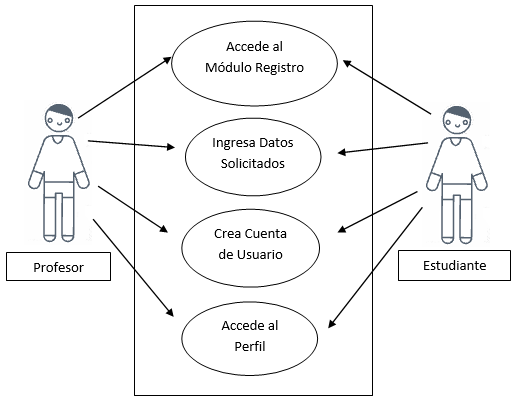 Accede al
Módulo Registro
Ingresa Datos
Solicitados
Crea Cuenta
de Usuario
Accede al
Perfil
Profesor
Estudiante